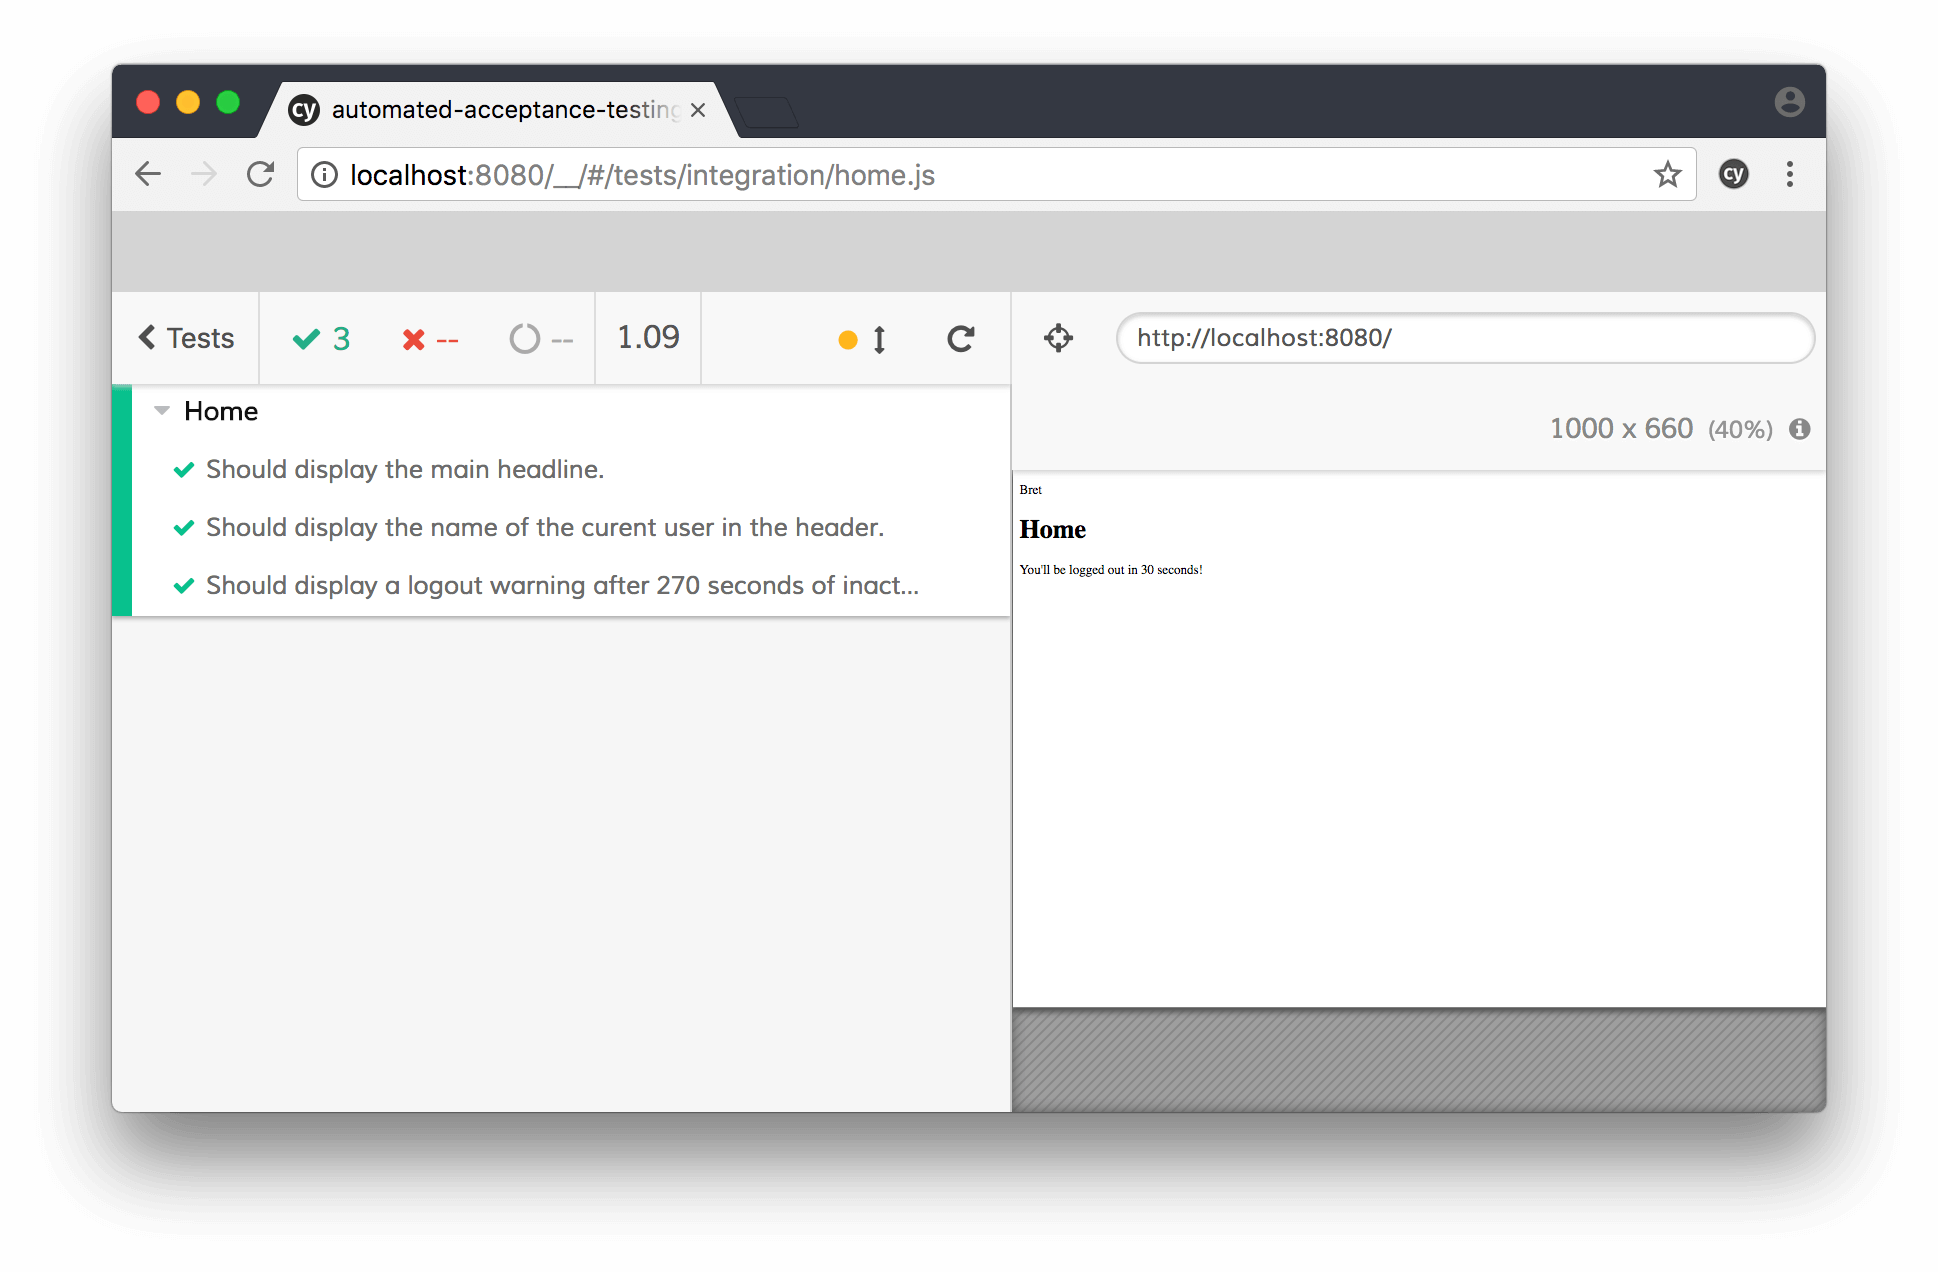 cy automated-acceptance-testing
localhost:8080/__/#/tests/integration/home.js
cy
Tests 3 -- -- 1.09
http://localhost:8080/
1000 x 660 (40%)
Home
Should display the main headline.
Should display the name of the curent user in the header.
Should display a logout warning after 270 seconds of inact...
Bret
Home
You'll be logged out in 30 seconds!